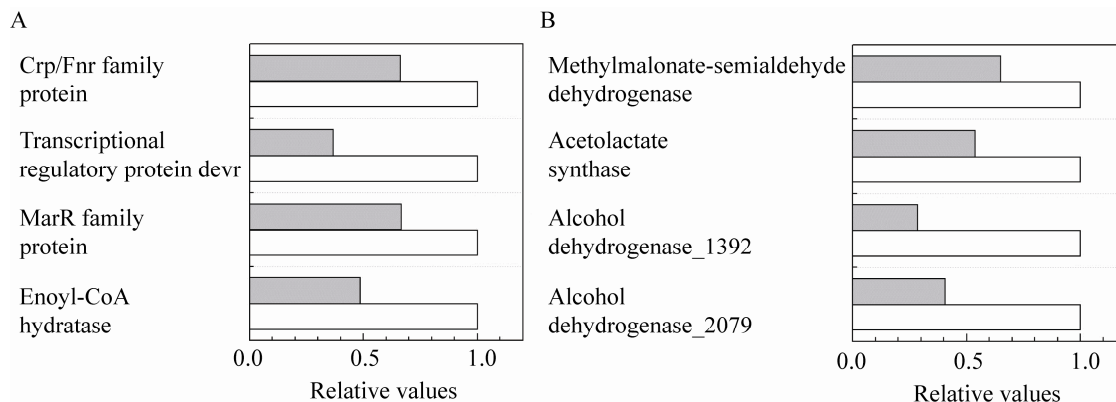 A
Crp/Fnr family
protein
Transcriptional
regulatory protein devr
MarR family
protein
Enoyl-CoA
hydratase
0.0 0.5 1.0
Relative values
B
Methylmalonate-semialdehyde
dehydrogenase
Acetolactate
synthase
Alcohol
dehydrogenase_1392
Alcohol
dehydrogenase_2079
0.0 0.5 1.0
Relative values